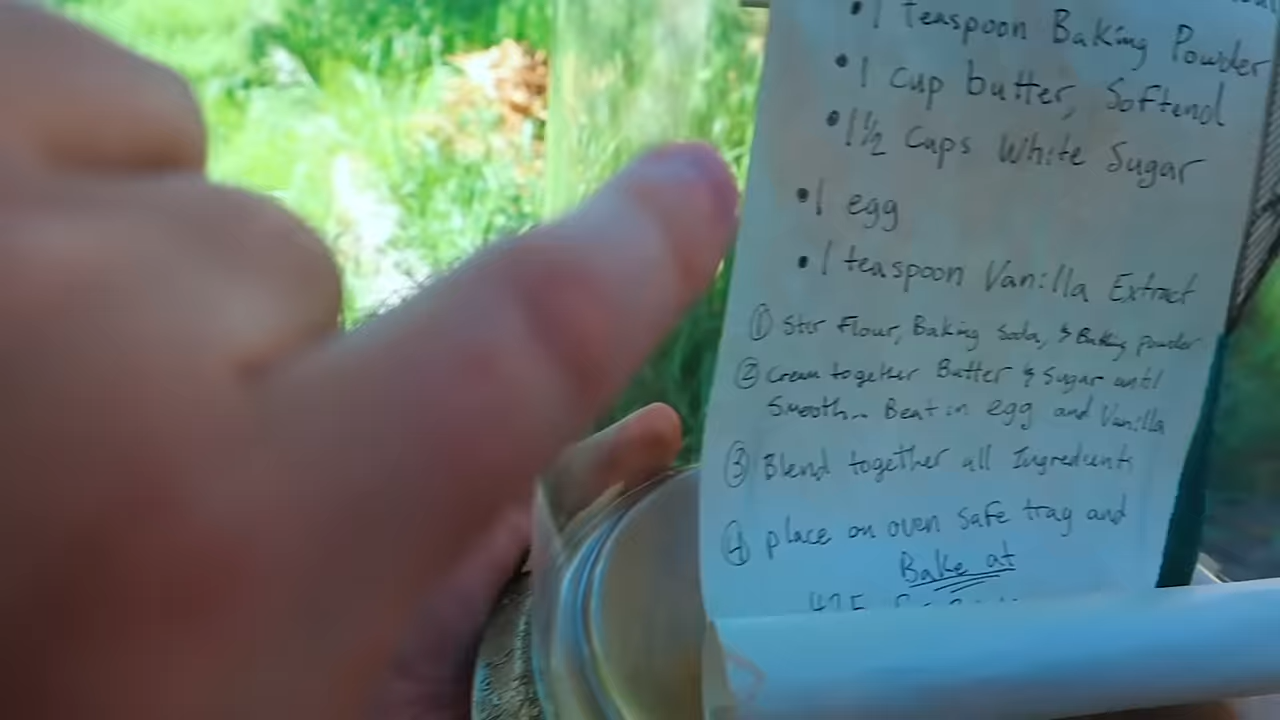 •1 teaspoon Baking Powder
•1 cup butter, Softend
•1½ Cups White Sugar
•1 egg
•1 teaspoon Vanilla Extract
① Stir Flour, Baking Soda, & Baking powder
② Cream together Butter & Sugar until
Smooth.. Beat in egg and Vanilla
③ Blend together all Ingredients
④ place on oven safe tray and
Bake at